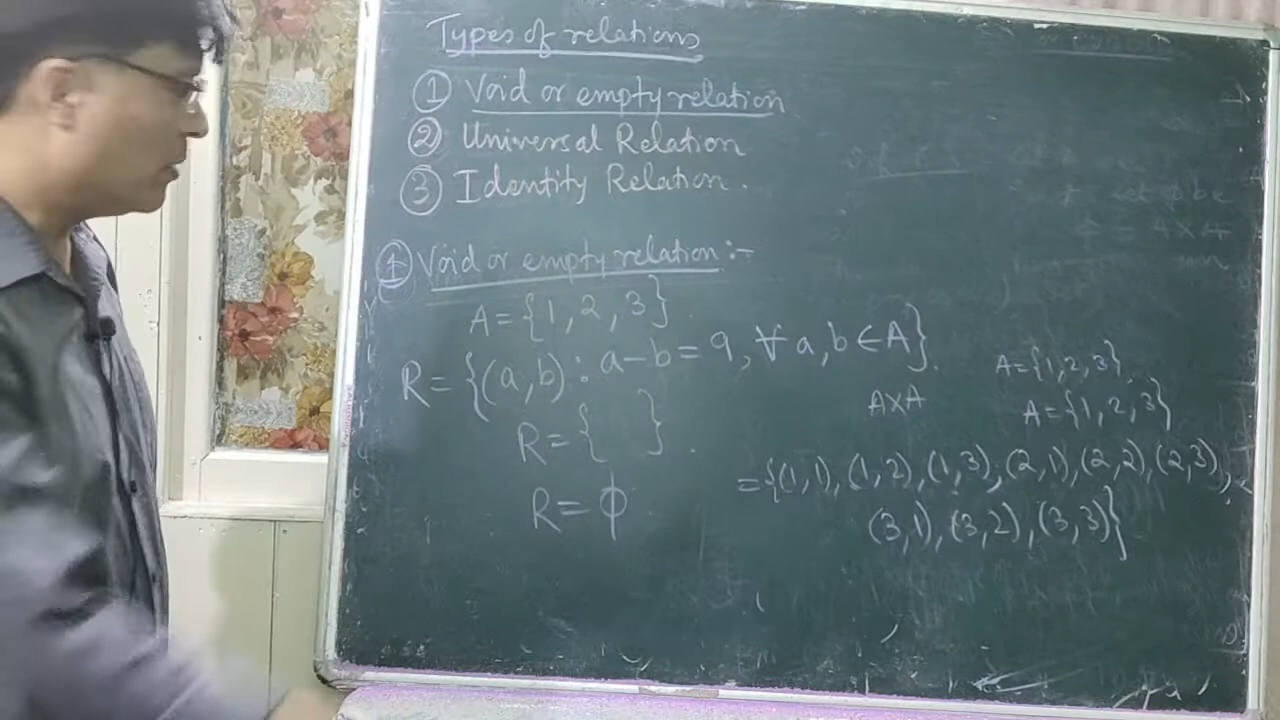 Types of relations
① Void or empty relation
② Universal Relation
③ Identity Relation.
① Void or empty relation :-
A = {1, 2, 3}.
R = {(a, b) : a - b = 9, ∀ a, b ∈ A}.
R = { }.
R = ϕ.
A = {1, 2, 3},
A×A A = {1, 2, 3}
= {(1, 1), (1, 2), (1, 3), (2, 1), (2, 2), (2, 3),
(3, 1), (3, 2), (3, 3)}